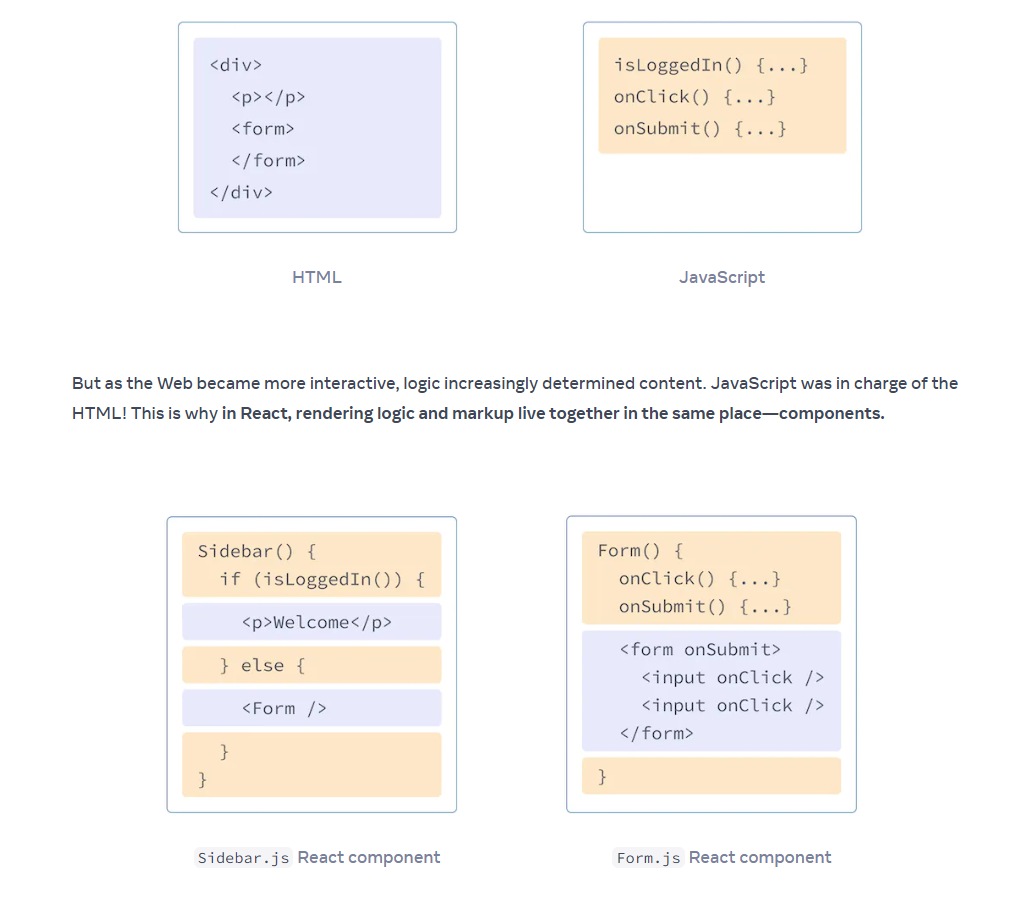 <div>
<p></p>
<form>
</form>
</div>
isLoggedIn() {...}
onClick() {...}
onSubmit() {...}
HTML
JavaScript
But as the Web became more interactive, logic increasingly determined content. JavaScript was in charge of the
HTML! This is why in React, rendering logic and markup live together in the same place—components.
Sidebar() {
if (isLoggedIn()) {
<p>Welcome</p>
} else {
<Form />
}
}
Form() {
onClick() {...}
onSubmit() {...}
<form onSubmit>
<input onClick />
<input onClick />
</form>
}
Sidebar.js React component
Form.js React component